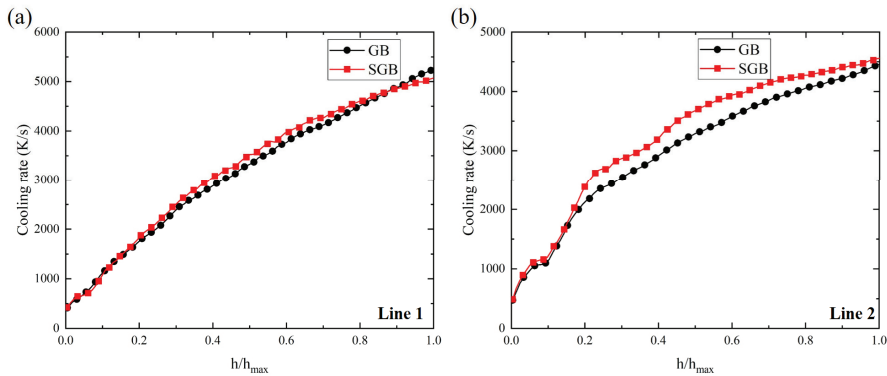 (a)
6000
5000
4000
3000
2000
1000
0
Cooling rate (K/s)
GB
SGB
Line 1
0.0 0.2 0.4 0.6 0.8 1.0
h/hmax
(b)
5000
4000
3000
2000
1000
0
Cooling rate (K/s)
GB
SGB
Line 2
0.0 0.2 0.4 0.6 0.8 1.0
h/hmax